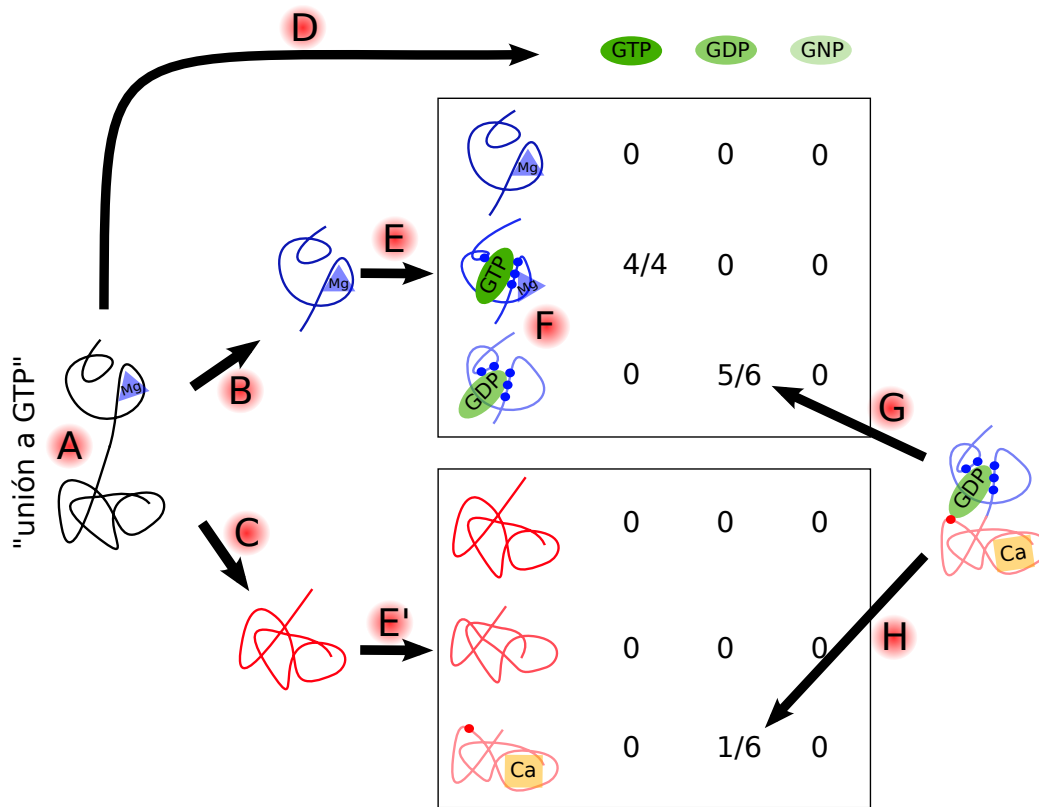 D
GTP GDP GNP
Mg 0 0 0
E
Mg
GTP Mg 4/4 0 0
F
"unión a GTP"
Mg
B
GDP 0 5/6 0
G
A
GDP
Ca
C
0 0 0
E'
0 0 0
H
Ca 0 1/6 0